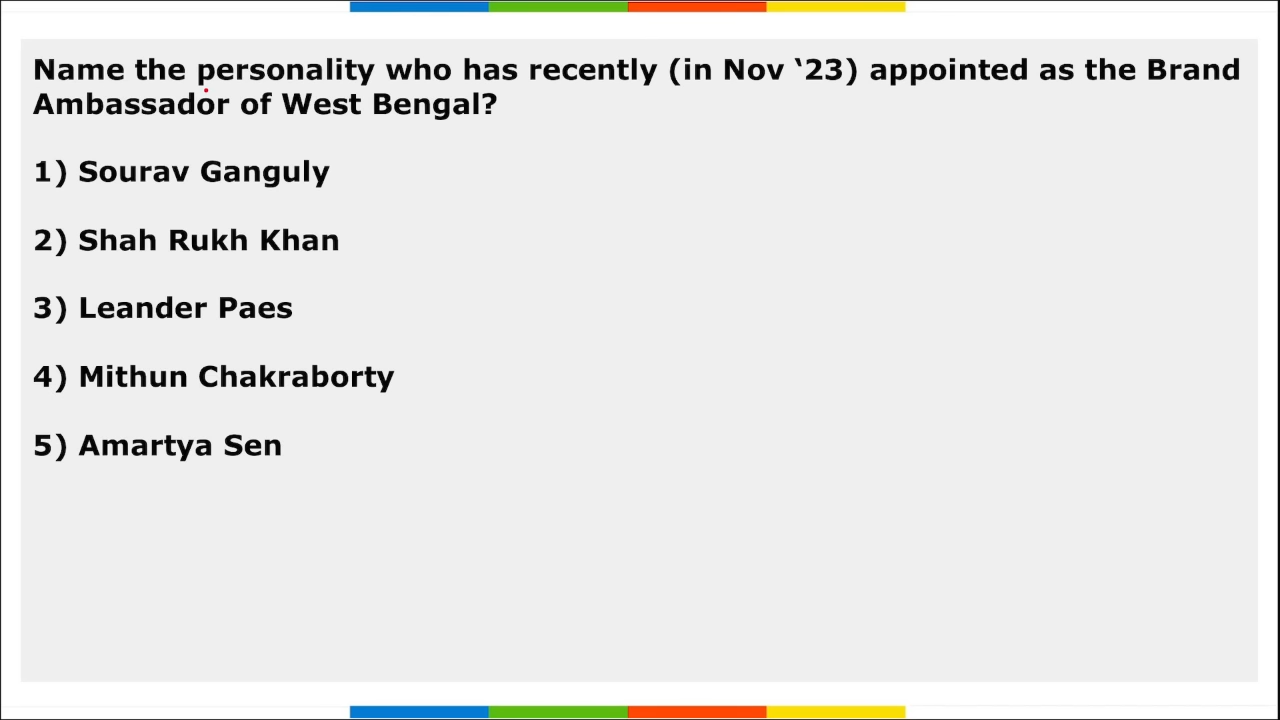 Name the personality who has recently (in Nov ‘23) appointed as the Brand
Ambassador of West Bengal?
1) Sourav Ganguly
2) Shah Rukh Khan
3) Leander Paes
4) Mithun Chakraborty
5) Amartya Sen